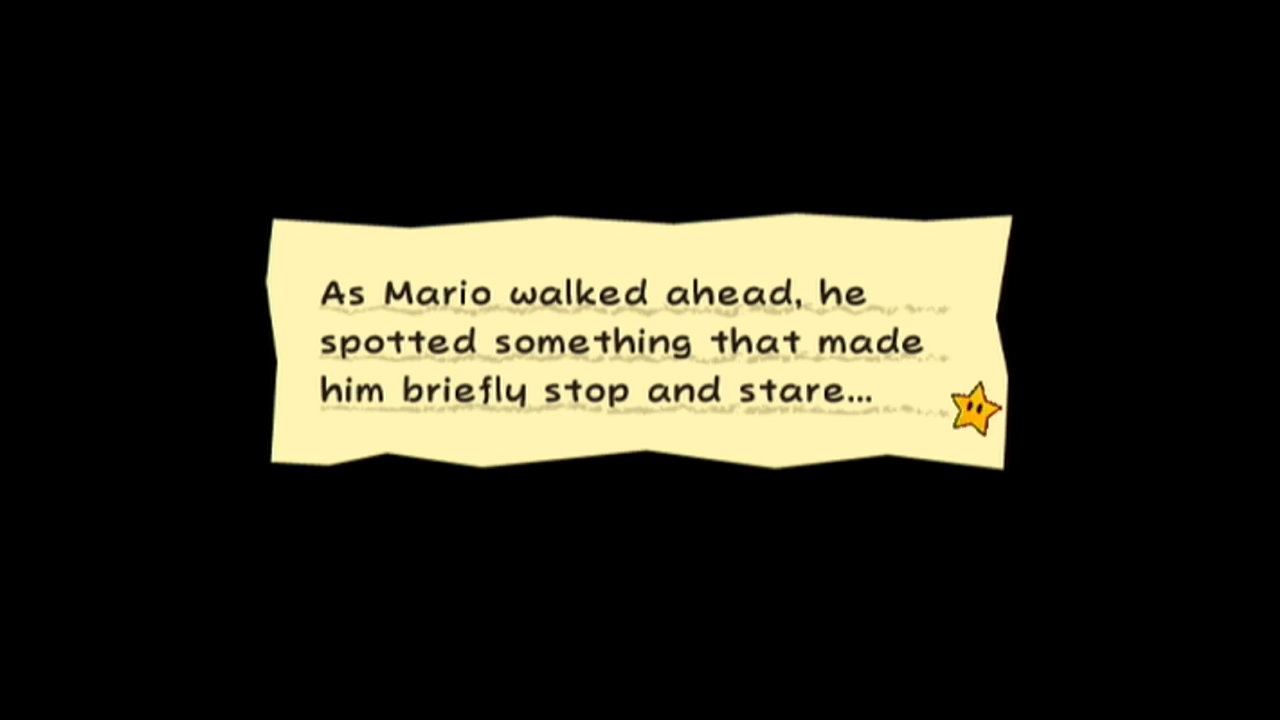 As Mario walked ahead, he
spotted something that made
him briefly stop and stare...